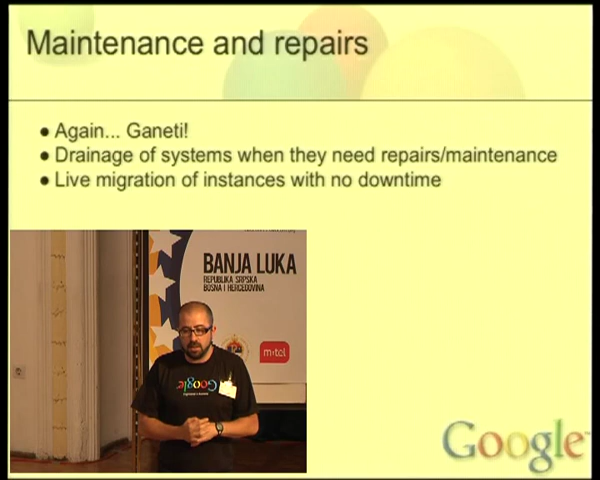 Maintenance and repairs
● Again... Ganeti!
● Drainage of systems when they need repairs/maintenance
● Live migration of instances with no downtime
BANJA LUKA
REPUBLIKA SRPSKA
BOSNA I HERCEGOVINA
m:tel
Google
Google